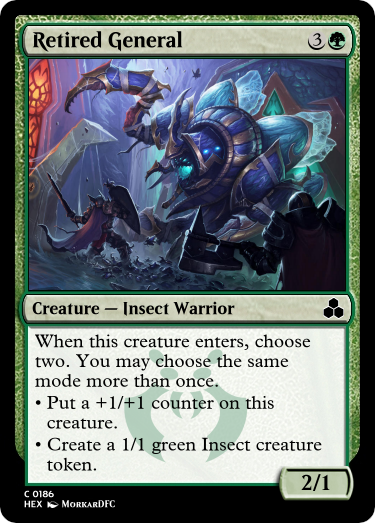 Retired General 3
Creature — Insect Warrior
When this creature enters, choose
two. You may choose the same
mode more than once.
• Put a +1/+1 counter on this
creature.
• Create a 1/1 green Insect creature
token.
2/1
C 0186
HEX MorkarDFC